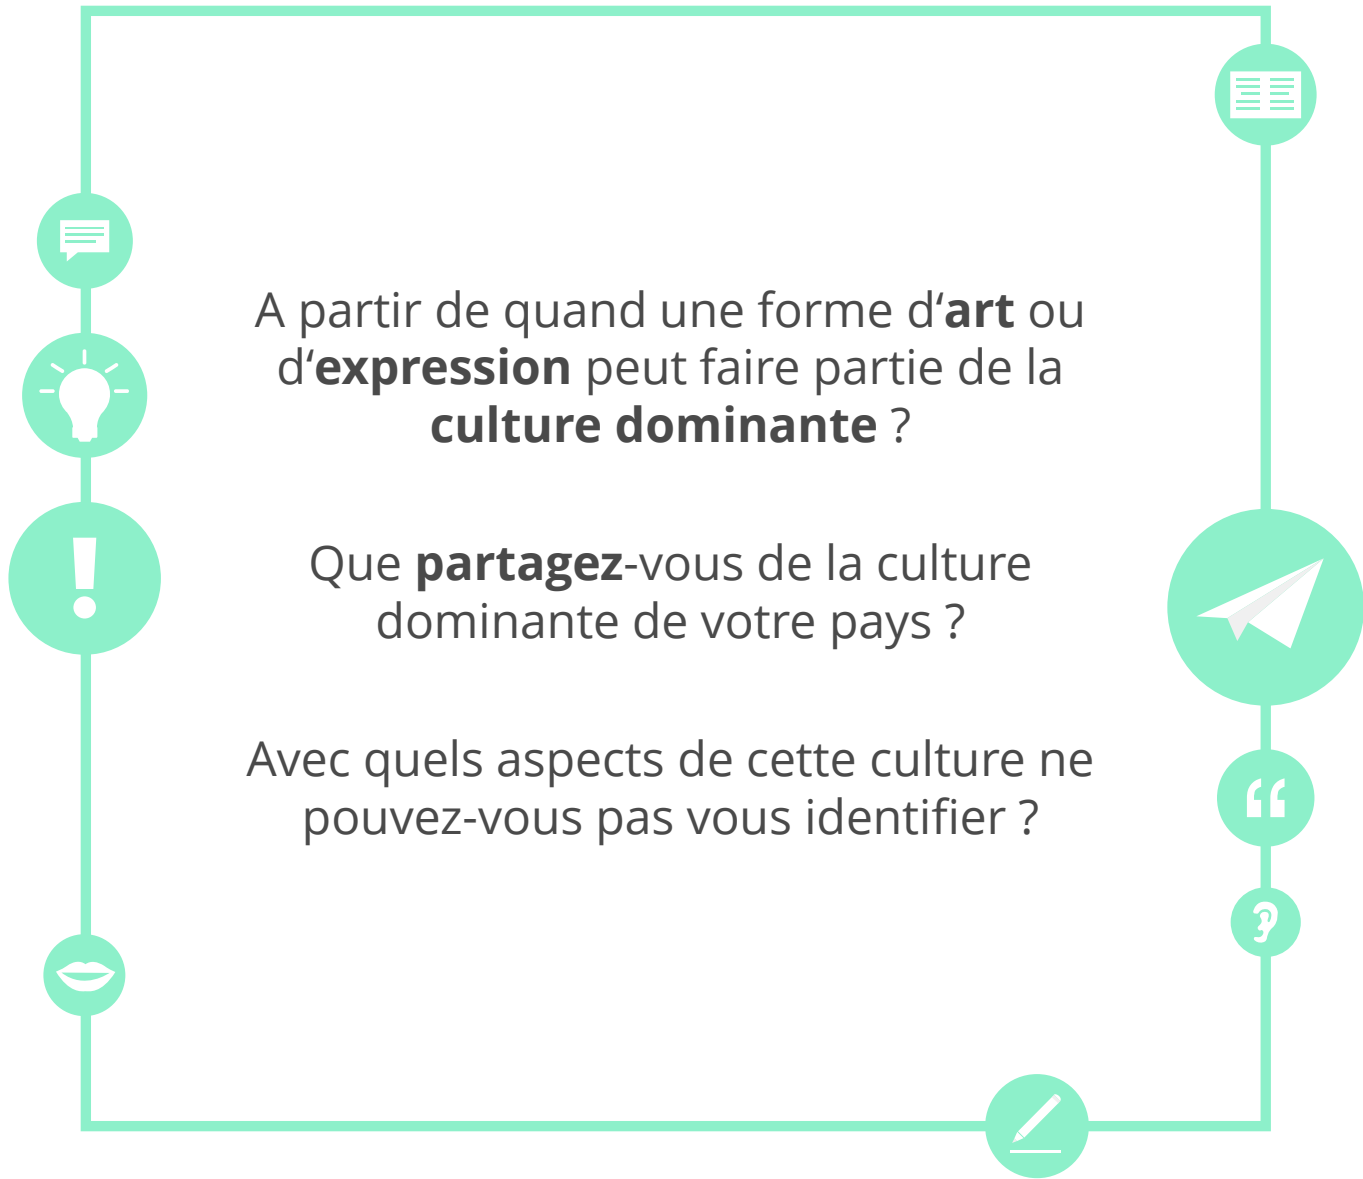 A partir de quand une forme d‘art ou
d‘expression peut faire partie de la
culture dominante ?
Que partagez-vous de la culture
dominante de votre pays ?
Avec quels aspects de cette culture ne
pouvez-vous pas vous identifier ?